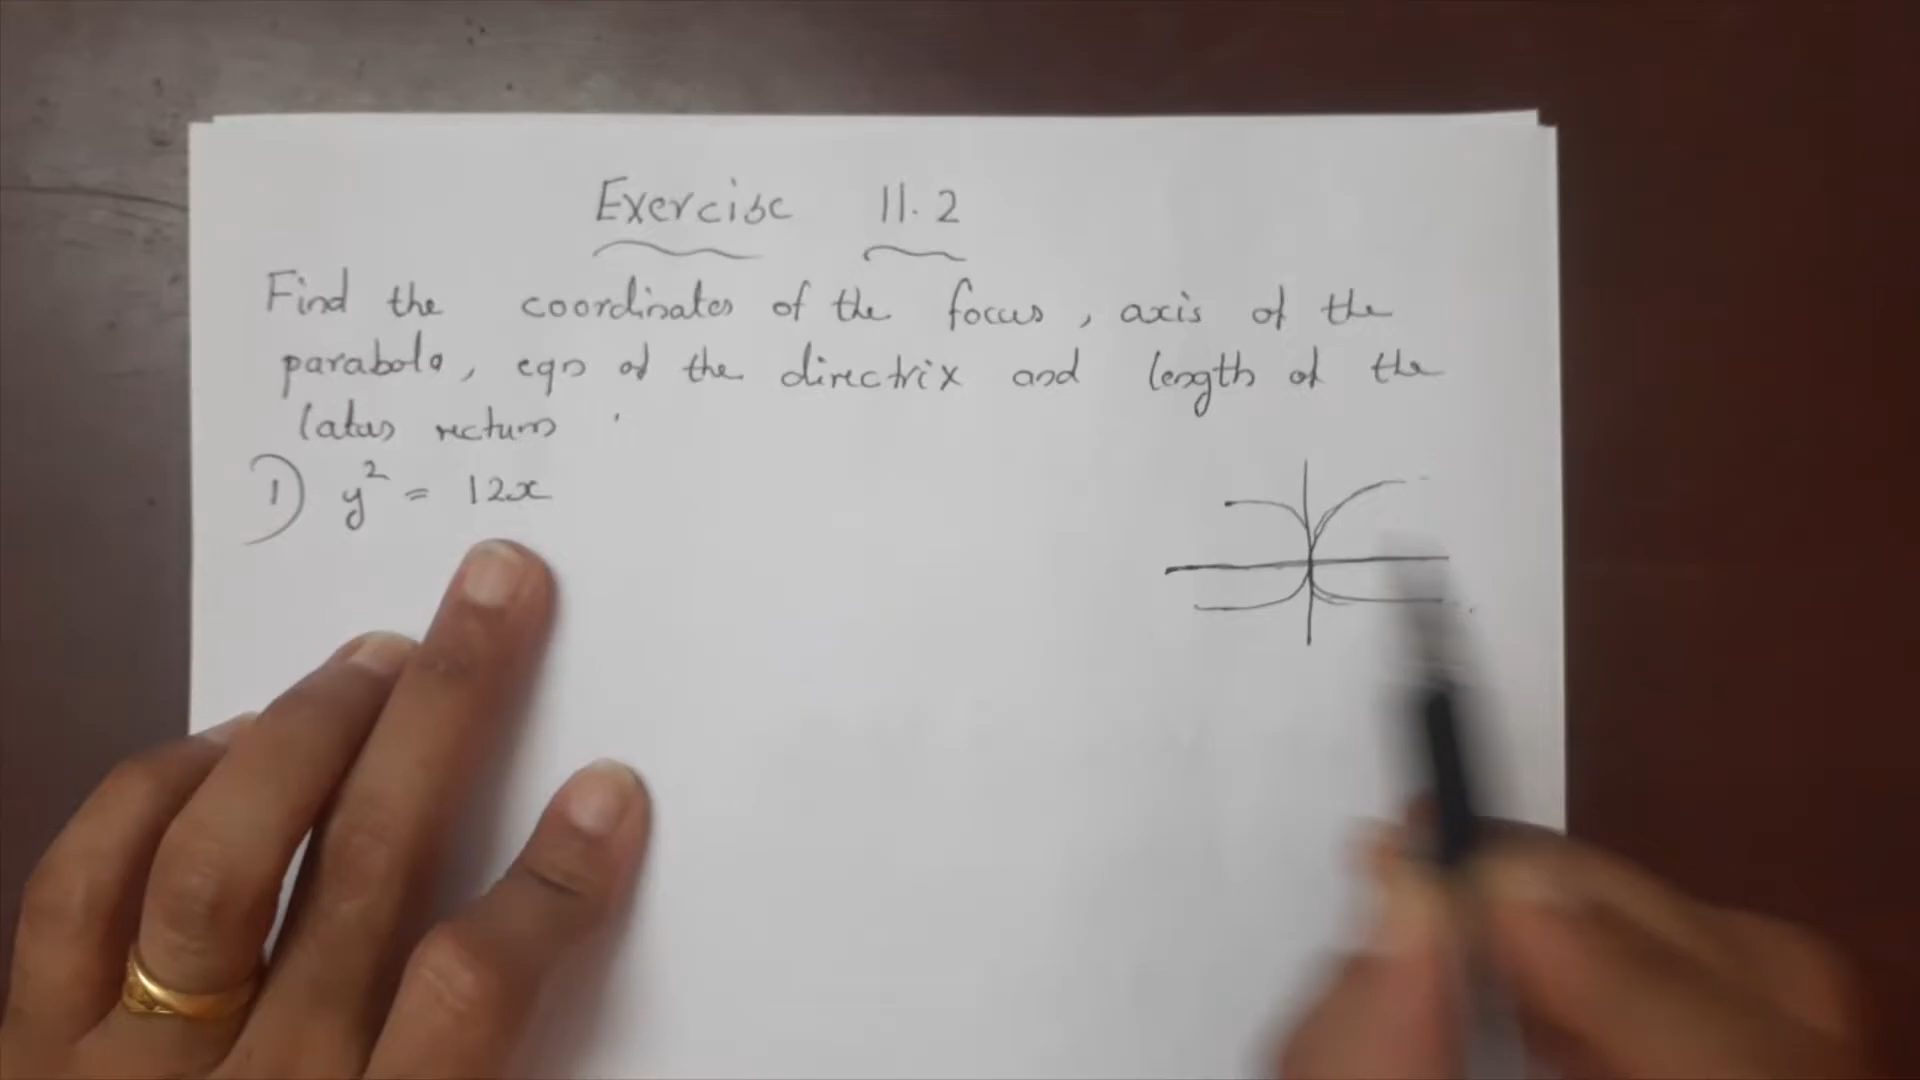 Exercise 11.2
Find the coordinates of the focus, axis of the
parabola, eqn of the directrix and length of the
latus rectum.
1) y² = 12x